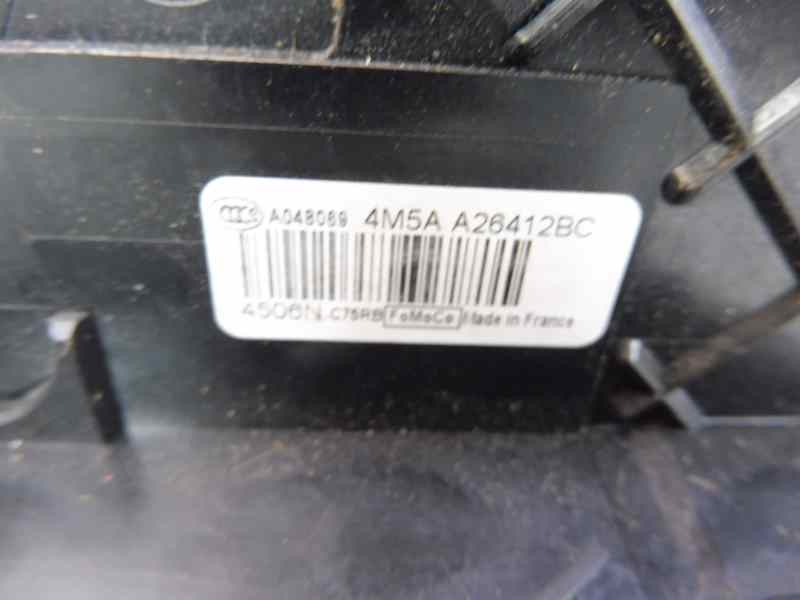 A048089 4M5A A26412BC
4506N C75RB FoMoCo Made in France